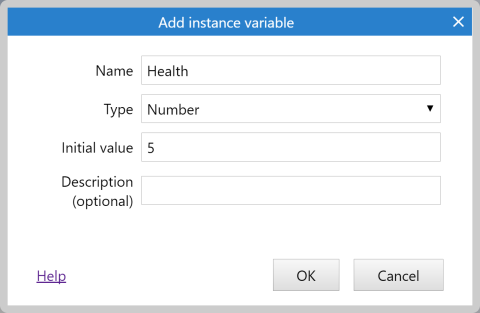 Add instance variable
Name Health
Type Number
Initial value 5
Description
(optional)
Help OK Cancel